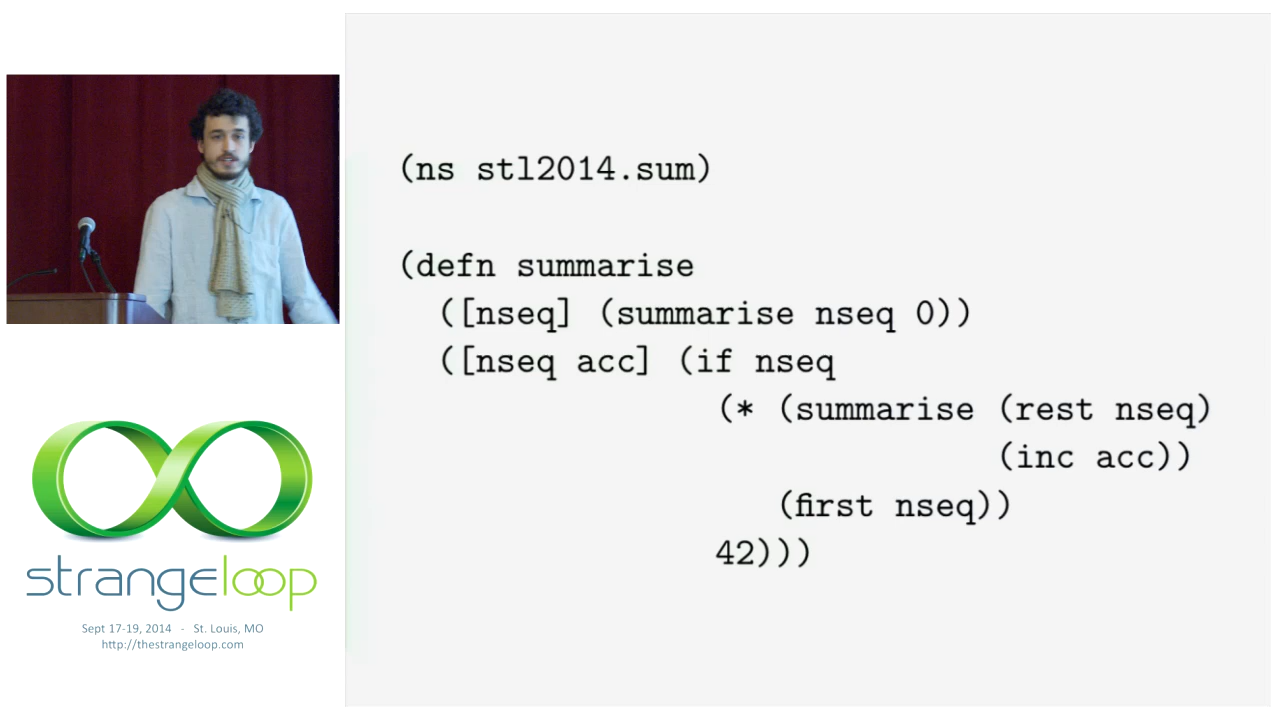 (ns stl2014.sum)
(defn summarise
([nseq] (summarise nseq 0))
([nseq acc] (if nseq
(* (summarise (rest nseq)
(inc acc))
(first nseq))
42)))
strangeloop
Sept 17-19, 2014 - St. Louis, MO
http://thestrangeloop.com